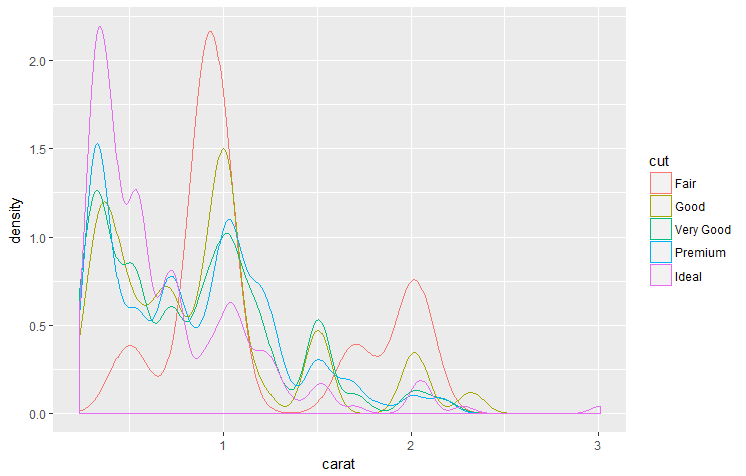 2.0
1.5
1.0
0.5
0.0
density
1
2
3
carat
cut
Fair
Good
Very Good
Premium
Ideal